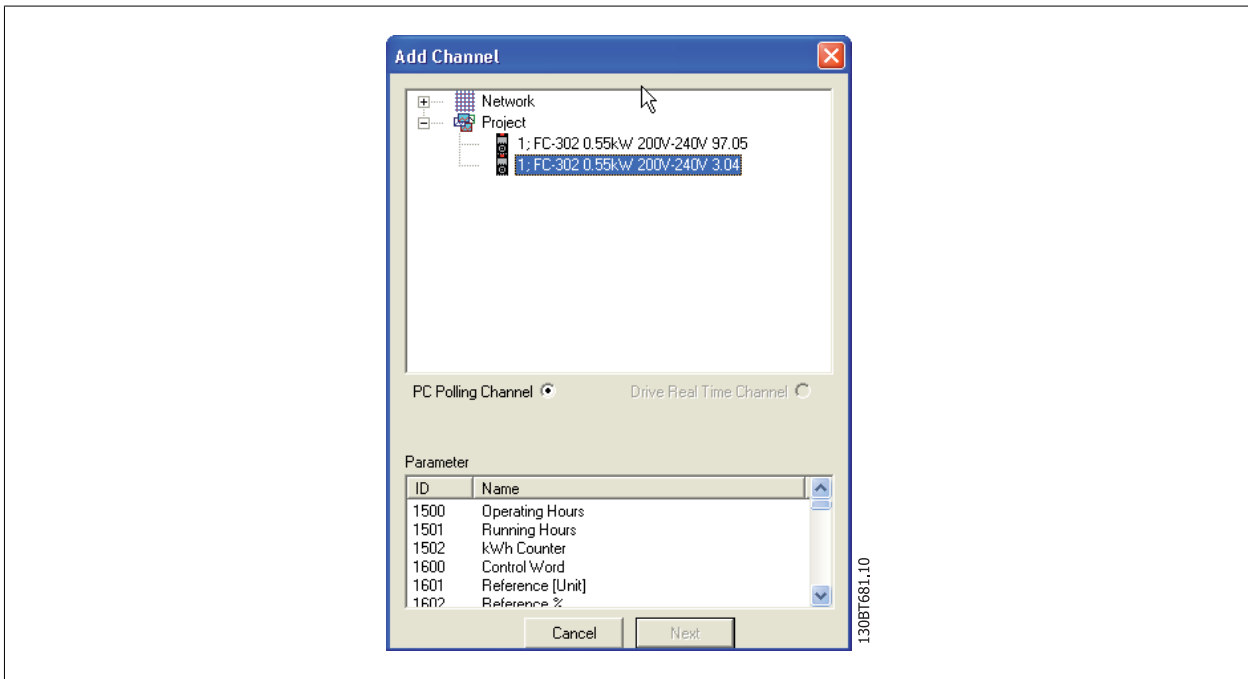 Add Channel
Network
Project
1; FC-302 0.55kW 200V-240V 97.05
1; FC-302 0.55kW 200V-240V 3.04
PC Polling Channel
Drive Real Time Channel
Parameter
ID Name
1500 Operating Hours
1501 Running Hours
1502 kWh Counter
1600 Control Word
1601 Reference [Unit]
1602 Reference %
Cancel Next
130BT681.10